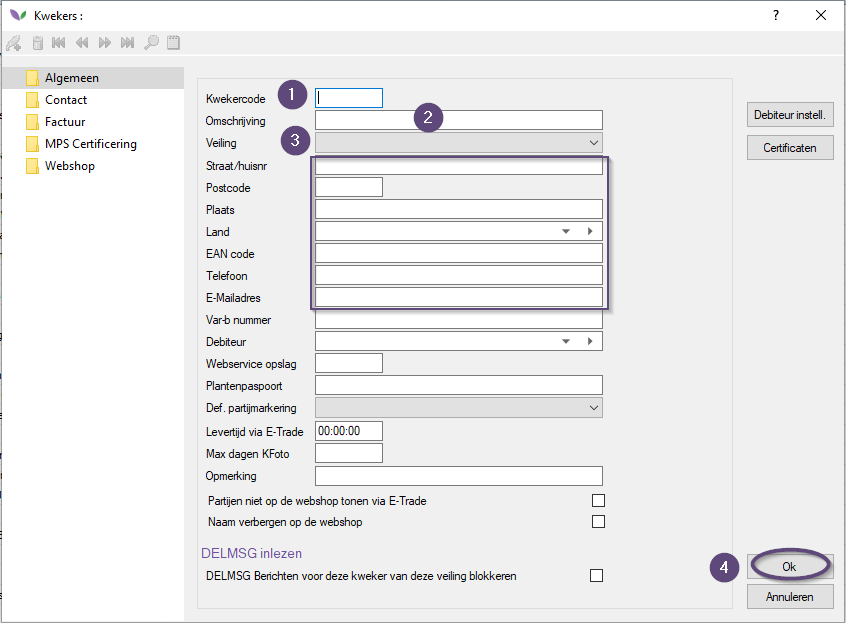 Kwekers :
?
Algemeen
Contact
Factuur
MPS Certificering
Webshop
Kwekercode 1
Omschrijving 2
Veiling 3
Straat/huisnr
Postcode
Plaats
Land
EAN code
Telefoon
E-Mailadres
Var-b nummer
Debiteur
Webservice opslag
Plantenpaspoort
Def. partijmarkering
Levertijd via E-Trade 00:00:00
Max dagen KFoto
Opmerking
Partijen niet op de webshop tonen via E-Trade
Naam verbergen op de webshop
DELMSG inlezen
DELMSG Berichten voor deze kweker van deze veiling blokkeren
Debiteur instell.
Certificaten
4 Ok
Annuleren